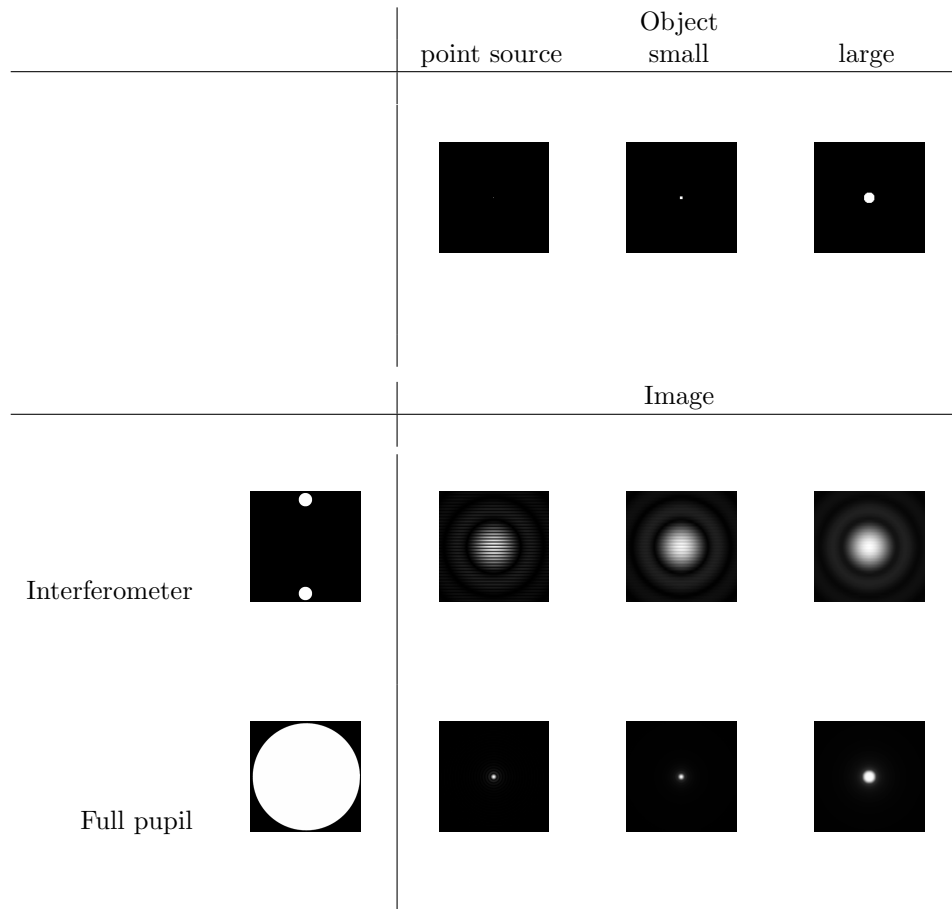 Object
point source small large
Image
Interferometer
Full pupil